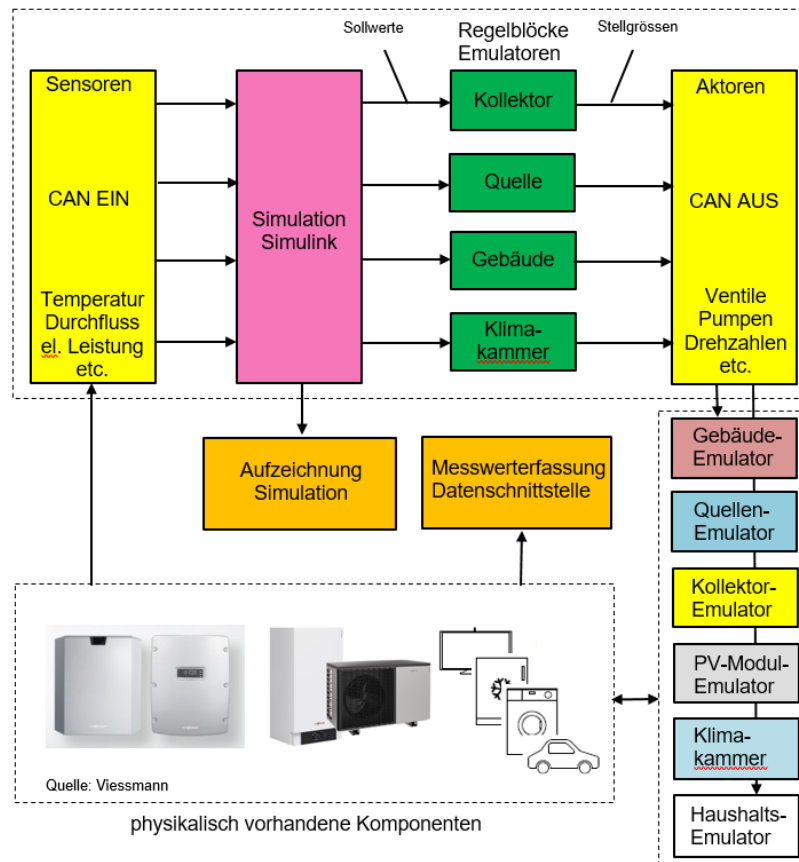 Sollwerte
Regelblöcke
Emulatoren
Stellgrössen
Sensoren
CAN EIN
Temperatur
Durchfluss
el. Leistung
etc.
Simulation
Simulink
Kollektor
Quelle
Gebäude
Klima-
kammer
Aktoren
CAN AUS
Ventile
Pumpen
Drehzahlen
etc.
Aufzeichnung
Simulation
Messwerterfassung
Datenschnittstelle
Gebäude-
Emulator
Quellen-
Emulator
Kollektor-
Emulator
PV-Modul-
Emulator
Klima-
kammer
Haushalts-
Emulator
Quelle: Viessmann
physikalisch vorhandene Komponenten